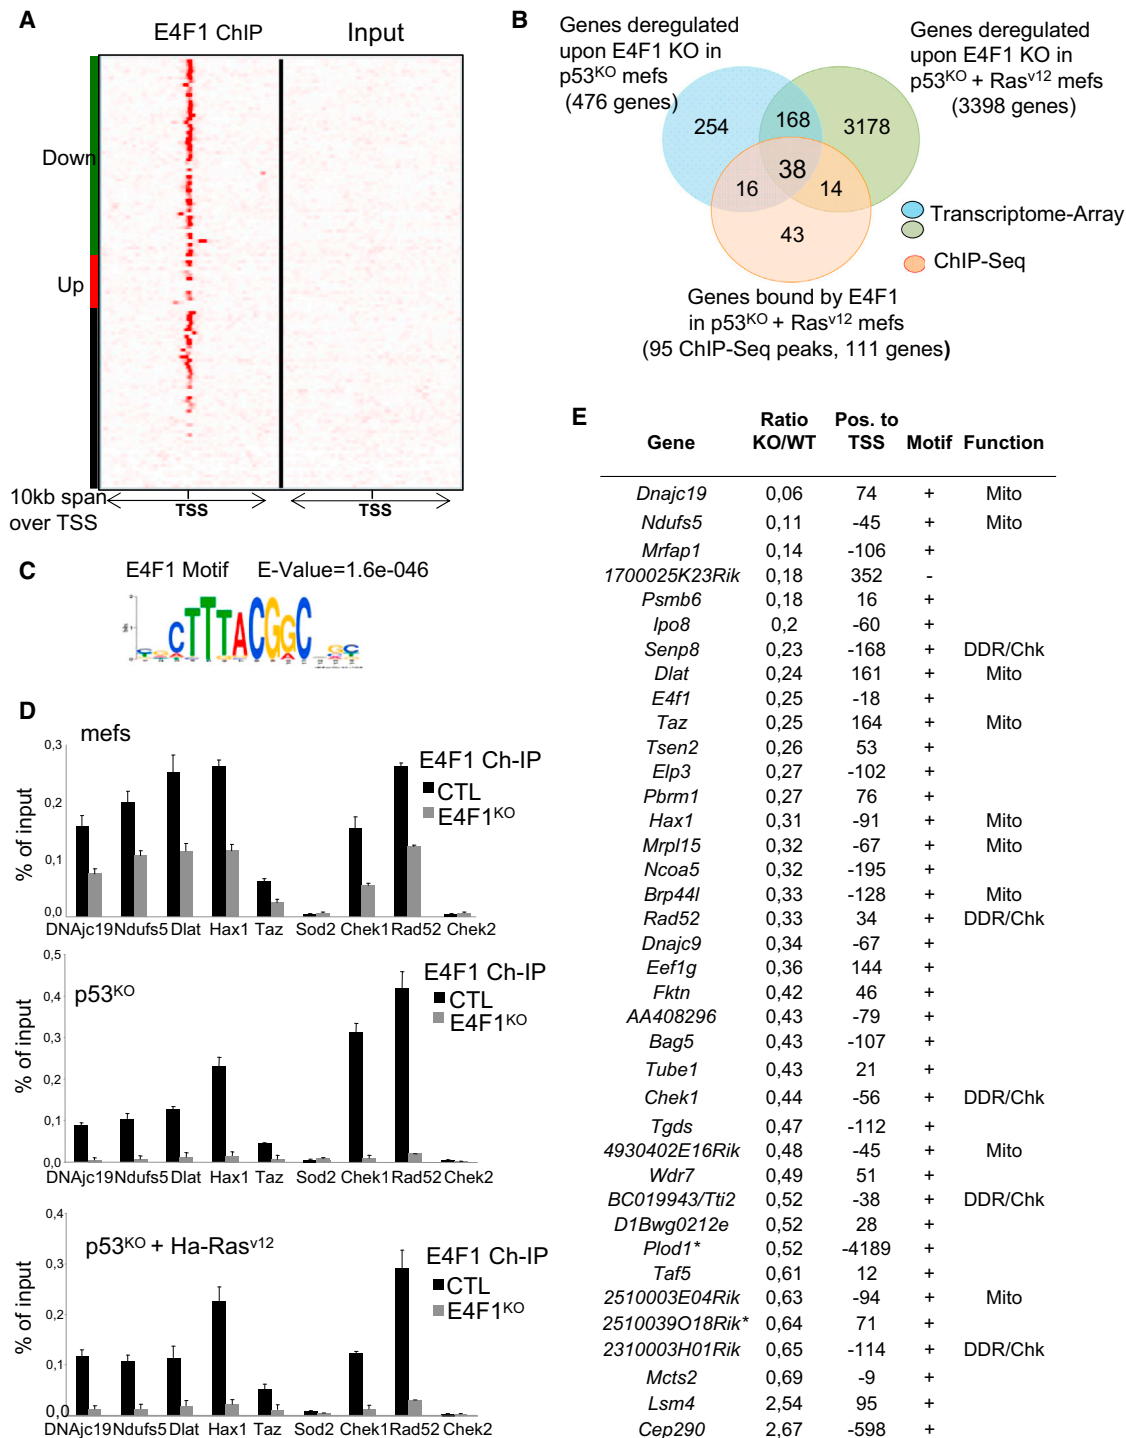 A
E4F1 ChIP
Input
Down
Up
10kb span
over TSS
TSS
TSS
B
Genes deregulated
upon E4F1 KO in
p53KO mefs
(476 genes)
Genes deregulated
upon E4F1 KO in
p53KO + Rasv12 mefs
(3398 genes)
254
168
3178
38
16
14
43
Transcriptome-Array
ChIP-Seq
Genes bound by E4F1
in p53KO + Rasv12 mefs
(95 ChIP-Seq peaks, 111 genes)
C
E4F1 Motif E-Value=1.6e-046
CTTTACGGC
D
mefs
E4F1 Ch-IP
CTL
E4F1KO
% of input
0,3
0,2
0,1
0,0
DNAjc19 Ndufs5 Dlat Hax1 Taz Sod2 Chek1 Rad52 Chek2
p53KO
E4F1 Ch-IP
CTL
E4F1KO
% of input
0,5
0,4
0,3
0,2
0,1
0,0
DNAjc19 Ndufs5 Dlat Hax1 Taz Sod2 Chek1 Rad52 Chek2
p53KO + Ha-Rasv12
E4F1 Ch-IP
CTL
E4F1KO
% of input
0,4
0,3
0,2
0,1
0,0
DNAjc19 Ndufs5 Dlat Hax1 Taz Sod2 Chek1 Rad52 Chek2
E
Gene Ratio KO/WT Pos. to TSS Motif Function
Dnajc19 0,06 74 + Mito
Ndufs5 0,11 -45 + Mito
Mrfap1 0,14 -106 +
1700025K23Rik 0,18 352 -
Psmb6 0,18 16 +
Ipo8 0,2 -60 +
Senp8 0,23 -168 + DDR/Chk
Dlat 0,24 161 + Mito
E4f1 0,25 -18 +
Taz 0,25 164 + Mito
Tsen2 0,26 53 +
Elp3 0,27 -102 +
Pbrm1 0,27 76 +
Hax1 0,31 -91 + Mito
Mrpl15 0,32 -67 + Mito
Ncoa5 0,32 -195 +
Brp44l 0,33 -128 + Mito
Rad52 0,33 34 + DDR/Chk
Dnajc9 0,34 -67 +
Eef1g 0,36 144 +
Fktn 0,42 46 +
AA408296 0,43 -79 +
Bag5 0,43 -107 +
Tube1 0,43 21 +
Chek1 0,44 -56 + DDR/Chk
Tgds 0,47 -112 +
4930402E16Rik 0,48 -45 + Mito
Wdr7 0,49 51 +
BC019943/Tti2 0,52 -38 + DDR/Chk
D1Bwg0212e 0,52 28 +
Plod1* 0,52 -4189 +
Taf5 0,61 12 +
2510003E04Rik 0,63 -94 + Mito
2510039O18Rik* 0,64 71 +
2310003H01Rik 0,65 -114 + DDR/Chk
Mcts2 0,69 -9 +
Lsm4 2,54 95 +
Cep290 2,67 -598 +